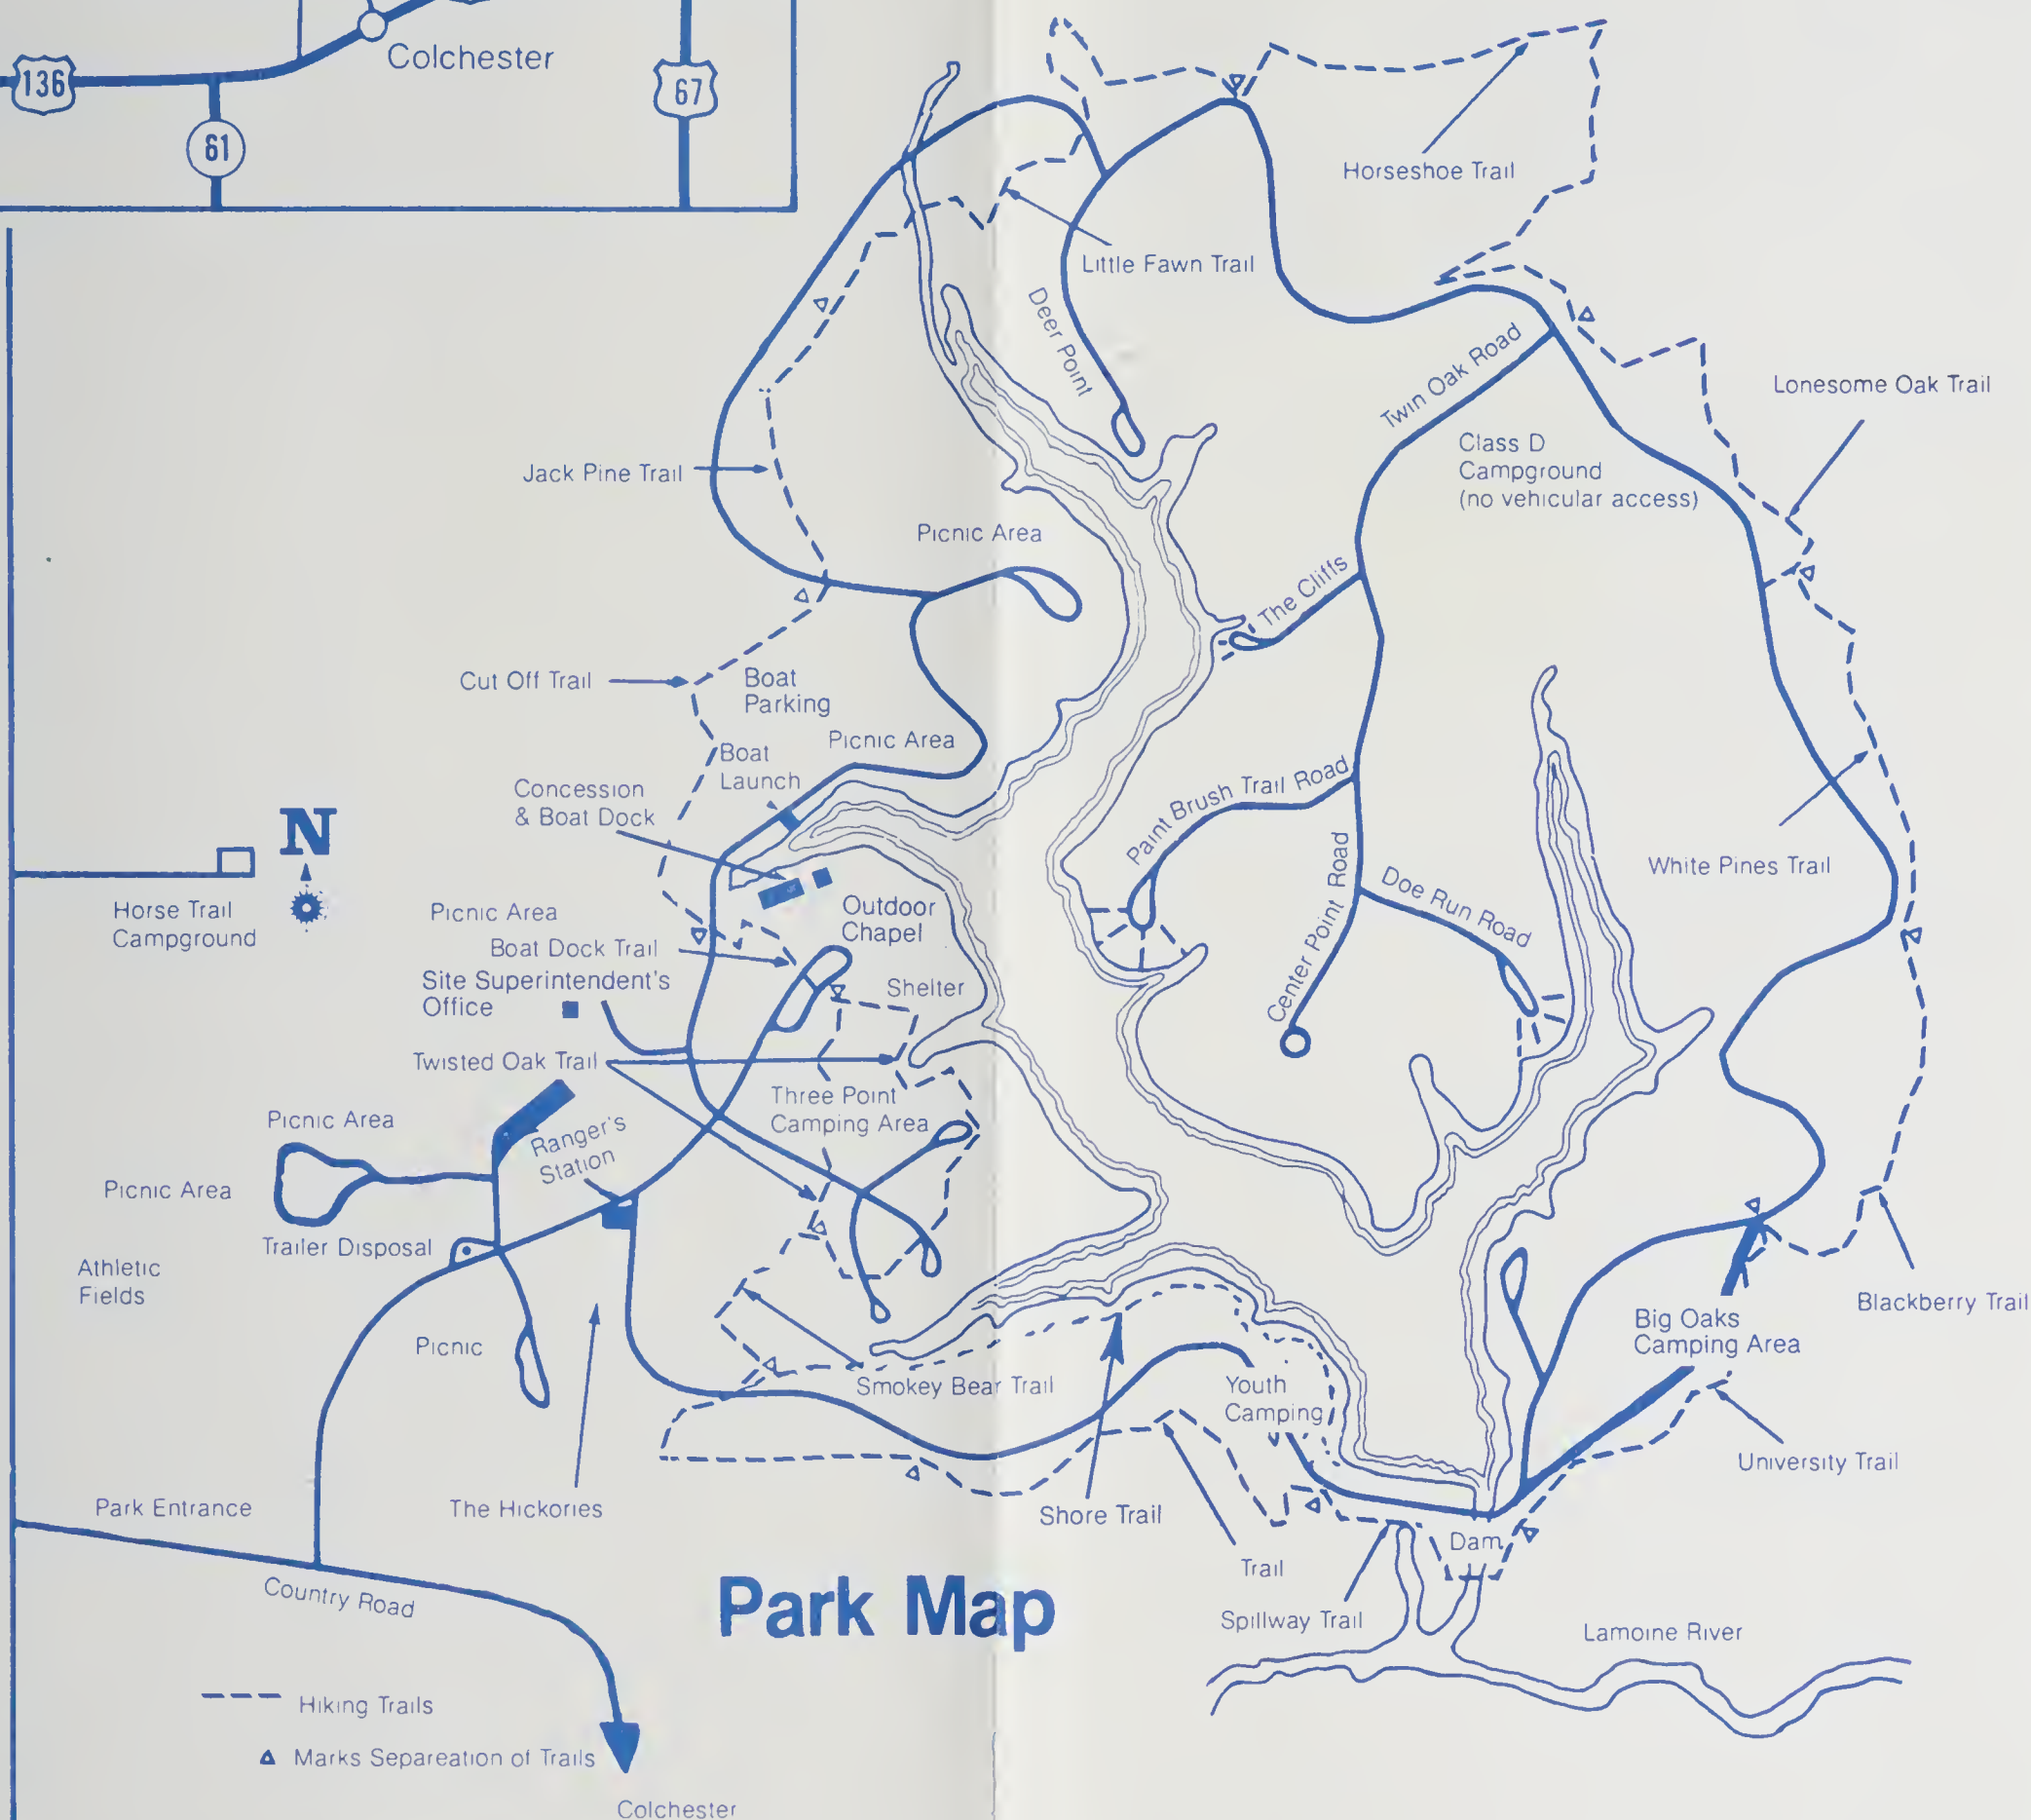 136
Colchester
67
61
Horseshoe Trail
Little Fawn Trail
Deer Point
Twin Oak Road
Lonesome Oak Trail
Class D
Campground
(no vehicular access)
Jack Pine Trail
Picnic Area
The Cliffs
Cut Off Trail
Boat
Parking
Picnic Area
Boat
Launch
Concession
& Boat Dock
Paint Brush Trail Road
N
White Pines Trail
Center Point Road
Doe Run Road
Horse Trail
Campground
Picnic Area
Outdoor
Chapel
Boat Dock Trail
Site Superintendent's
Office
Shelter
Twisted Oak Trail
Three Point
Camping Area
Picnic Area
Ranger's
Station
Picnic Area
Trailer Disposal
Athletic
Fields
Picnic
Blackberry Trail
Big Oaks
Camping Area
Smokey Bear Trail
Youth
Camping
University Trail
Park Entrance
The Hickories
Shore Trail
Dam
Trail
Country Road
Park Map
Spillway Trail
Lamoine River
Hiking Trails
Marks Separeation of Trails
Colchester